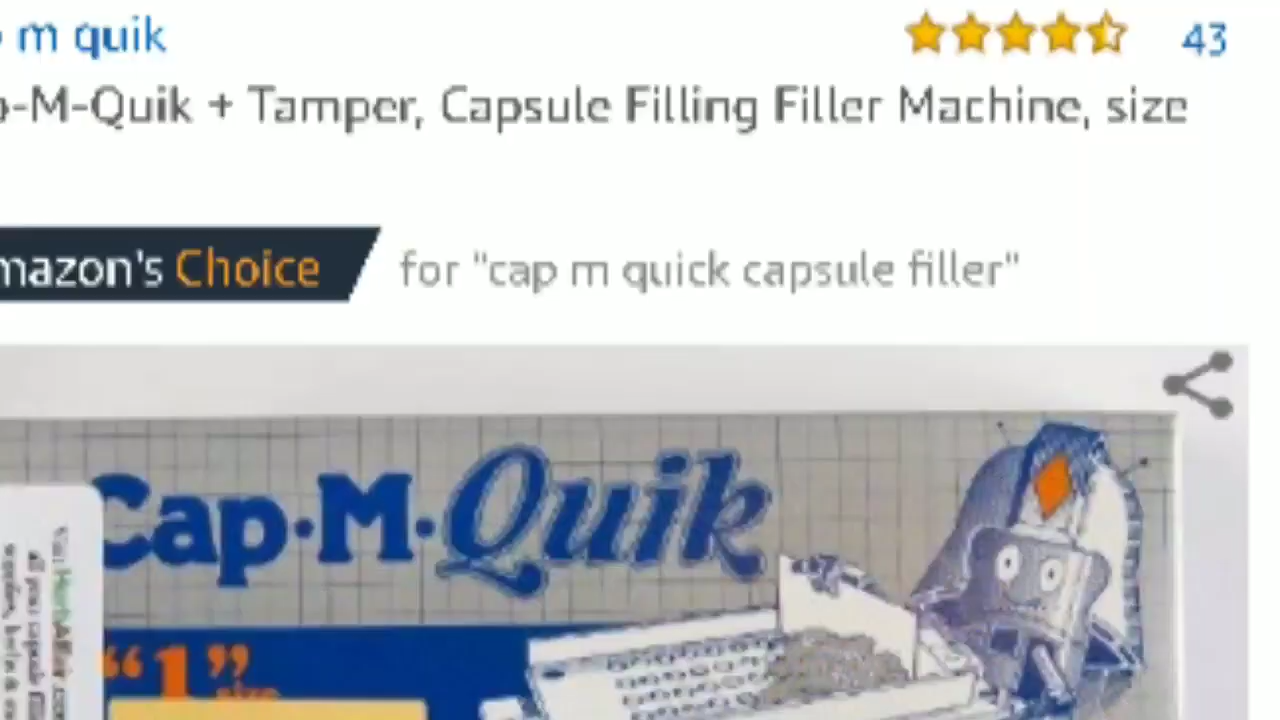 m quik
43
-M-Quik + Tamper, Capsule Filling Filler Machine, size
mazon's Choice for "cap m quick capsule filler"
Cap·M·Quik
“1” size